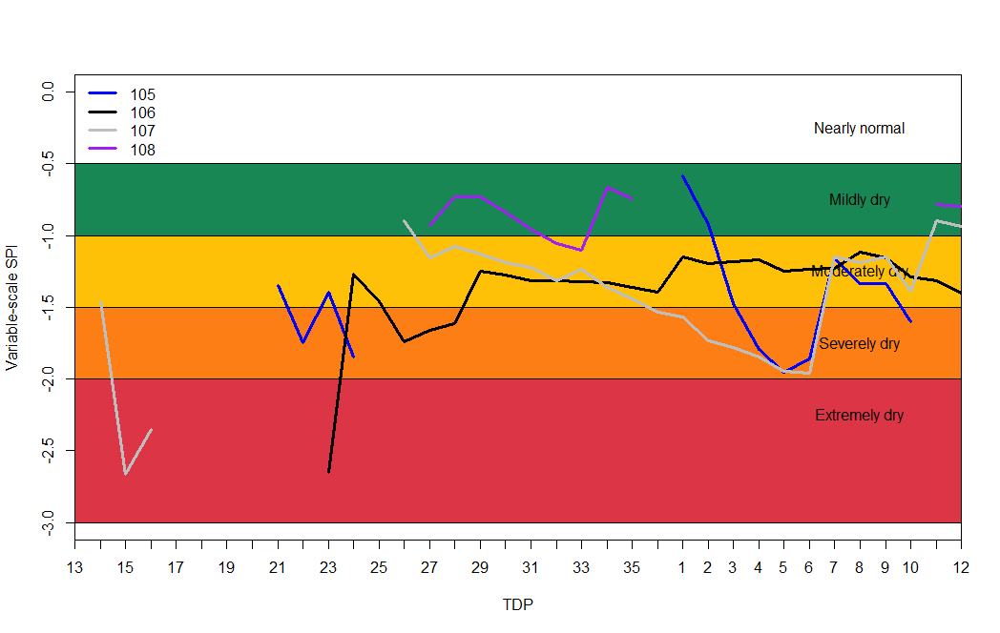 105
106
107
108
Nearly normal
Mildly dry
Moderately dry
Severely dry
Extremely dry
Variable-scale SPI
0.0
-0.5
-1.0
-1.5
-2.0
-2.5
-3.0
13 15 17 19 21 23 25 27 29 31 33 35 1 2 3 4 5 6 7 8 9 10 12
TDP